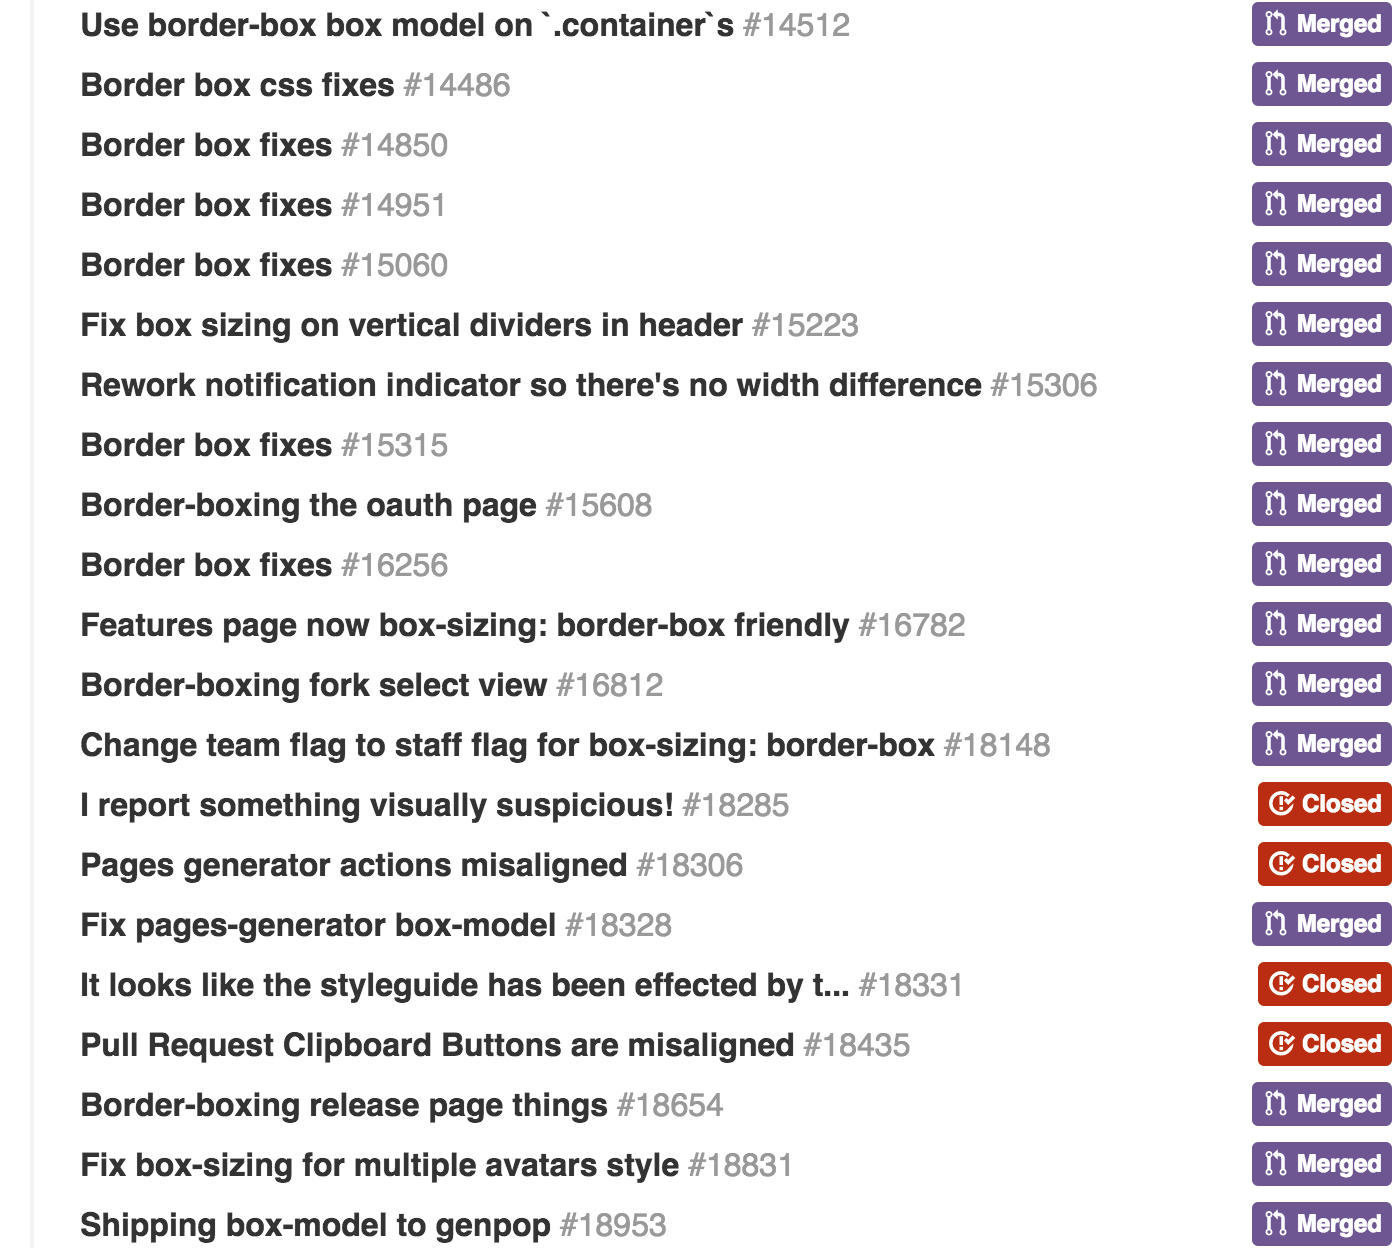 Use border-box box model on `.container`s #14512 Merged
Border box css fixes #14486 Merged
Border box fixes #14850 Merged
Border box fixes #14951 Merged
Border box fixes #15060 Merged
Fix box sizing on vertical dividers in header #15223 Merged
Rework notification indicator so there's no width difference #15306 Merged
Border box fixes #15315 Merged
Border-boxing the oauth page #15608 Merged
Border box fixes #16256 Merged
Features page now box-sizing: border-box friendly #16782 Merged
Border-boxing fork select view #16812 Merged
Change team flag to staff flag for box-sizing: border-box #18148 Merged
I report something visually suspicious! #18285 Closed
Pages generator actions misaligned #18306 Closed
Fix pages-generator box-model #18328 Merged
It looks like the styleguide has been effected by t... #18331 Closed
Pull Request Clipboard Buttons are misaligned #18435 Closed
Border-boxing release page things #18654 Merged
Fix box-sizing for multiple avatars style #18831 Merged
Shipping box-model to genpop #18953 Merged